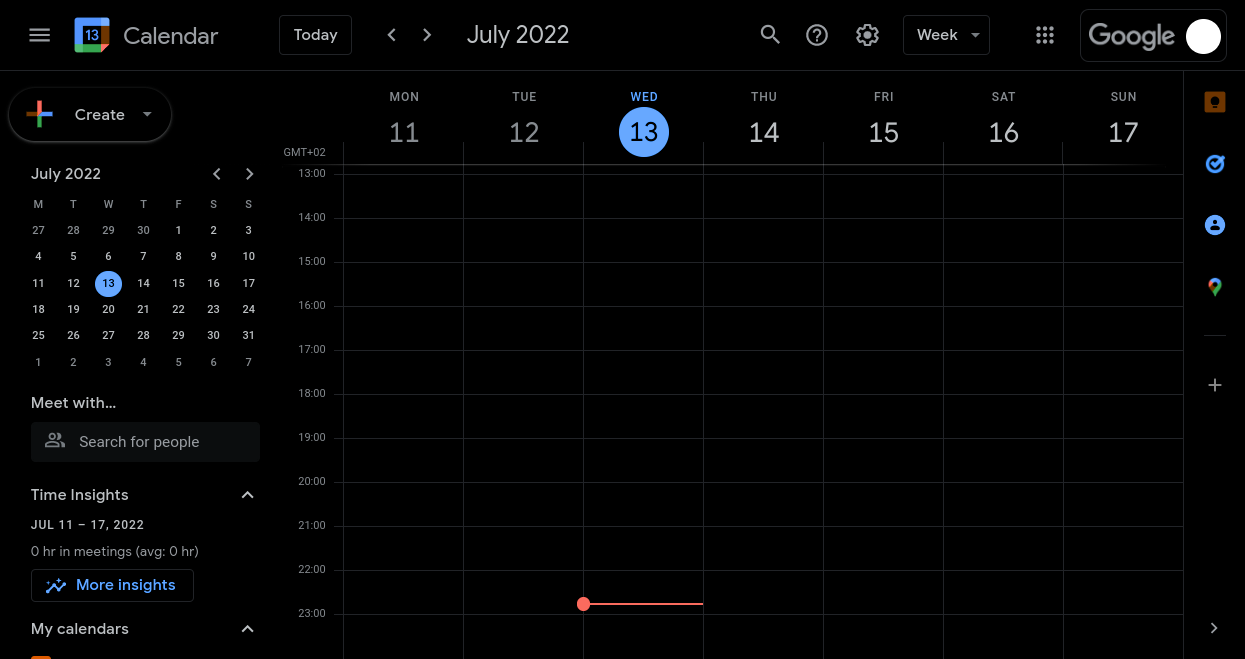 13 Calendar Today July 2022 Week Google
Create
July 2022
M T W T F S S
27 28 29 30 1 2 3
4 5 6 7 8 9 10
11 12 13 14 15 16 17
18 19 20 21 22 23 24
25 26 27 28 29 30 31
1 2 3 4 5 6 7
Meet with...
Search for people
Time Insights
JUL 11 – 17, 2022
0 hr in meetings (avg: 0 hr)
More insights
My calendars
MON TUE WED THU FRI SAT SUN
11 12 13 14 15 16 17
GMT+02
13:00
14:00
15:00
16:00
17:00
18:00
19:00
20:00
21:00
22:00
23:00